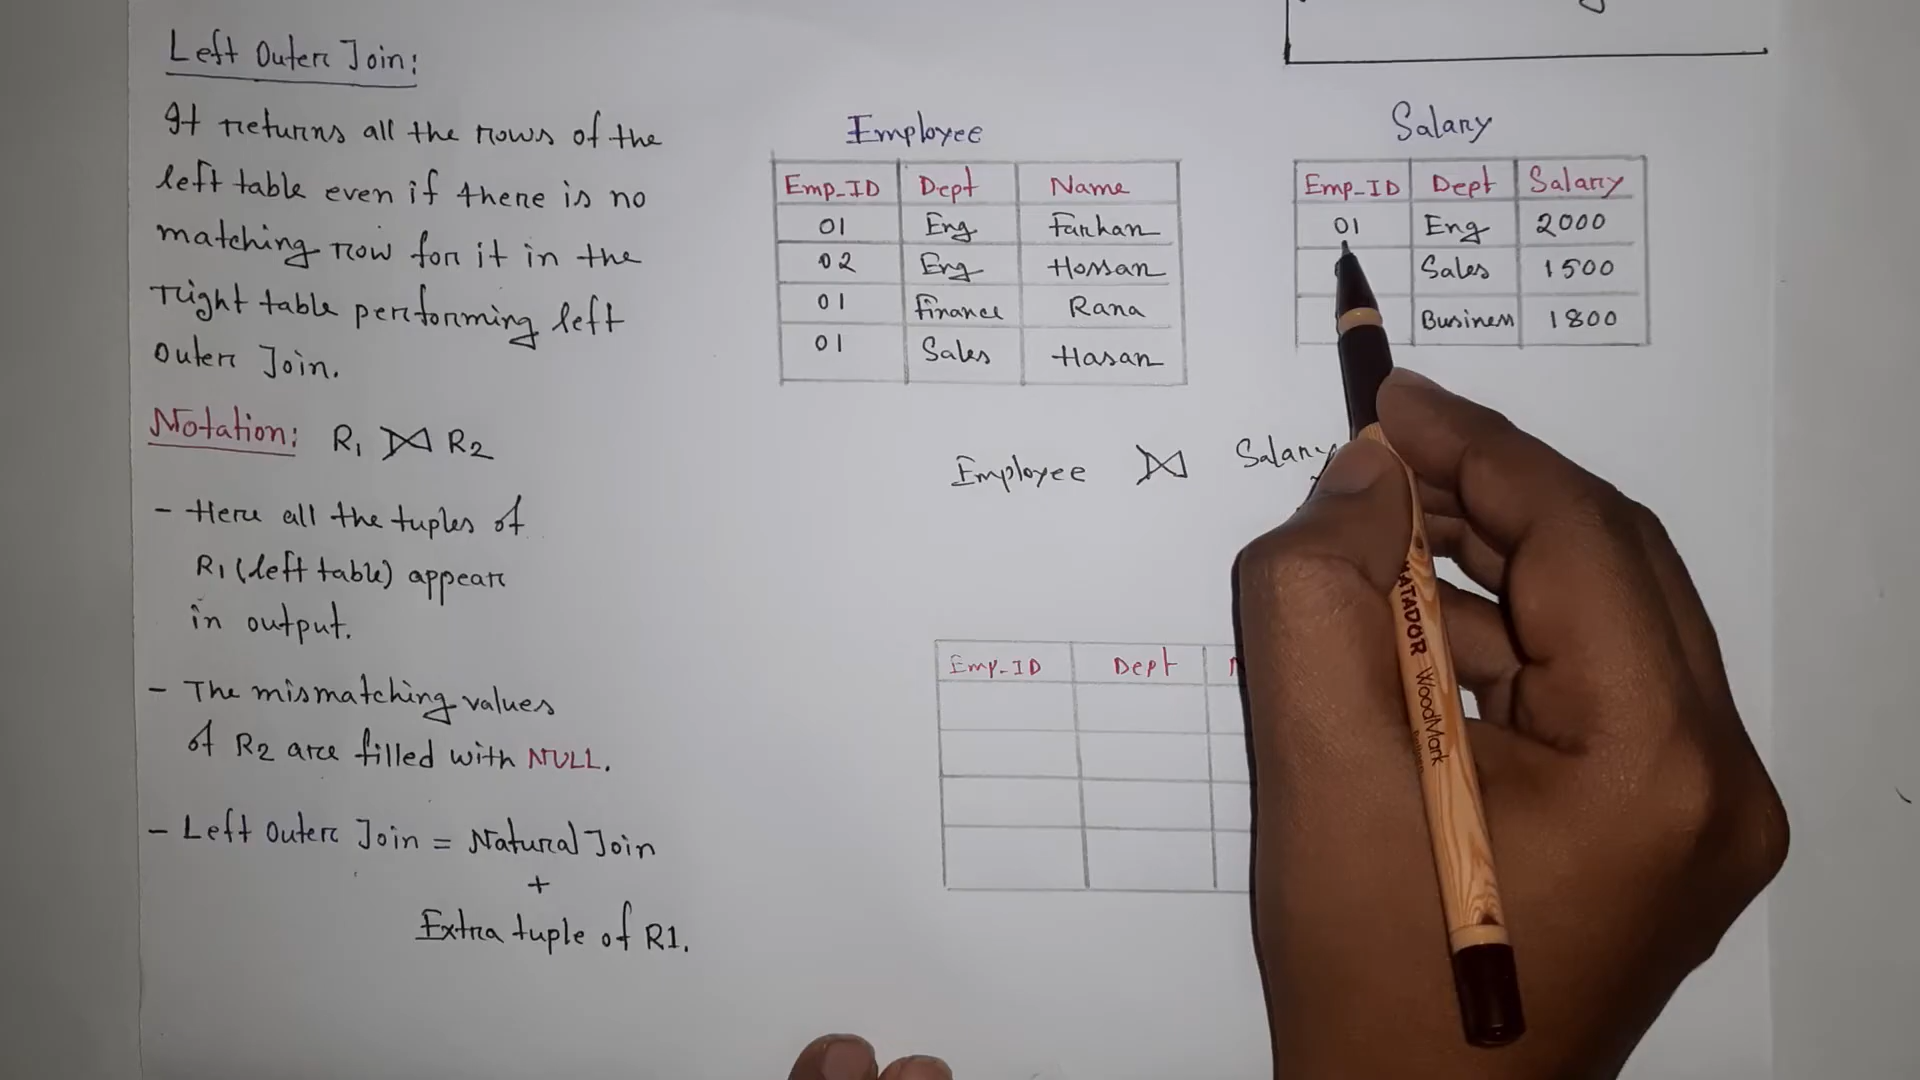 Left Outer Join:
It returns all the rows of the
left table even if there is no
matching row for it in the
right table performing left
outer Join.
Notation: R1 ⟕ R2
- Here all the tuples of
R1 (left table) appear
in output.
- The mismatching values
of R2 are filled with NULL.
- Left Outer Join = Natural Join
+
Extra tuple of R1.
Employee
Emp_ID Dept Name
01 Eng Farhan
02 Eng Hossan
01 Finance Rana
01 Sales Hasan
Salary
Emp_ID Dept Salary
01 Eng 2000
Sales 1500
Business 1800
Employee ⟕ Salary
Emp_ID Dept
MATADOR WoodMark